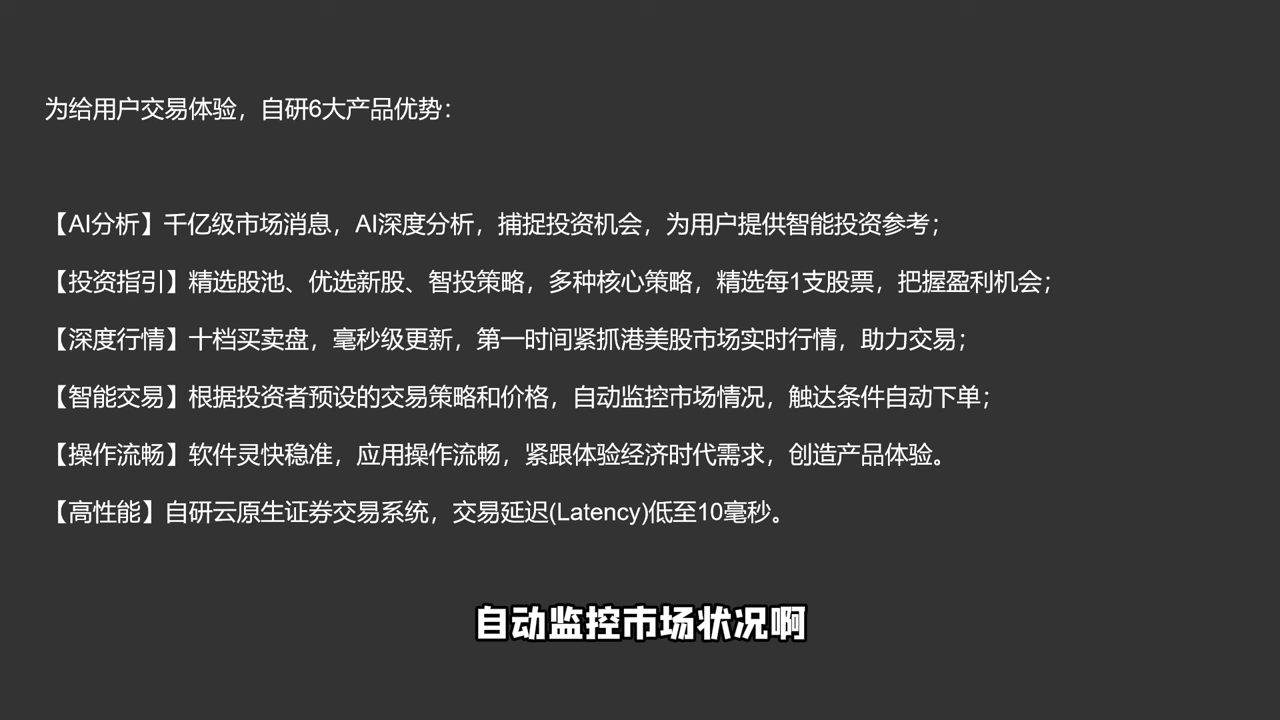 为给用户交易体验，自研6大产品优势：
【AI分析】千亿级市场消息，AI深度分析，捕捉投资机会，为用户提供智能投资参考；
【投资指引】精选股池、优选新股、智投策略，多种核心策略，精选每1支股票，把握盈利机会；
【深度行情】十档买卖盘，毫秒级更新，第一时间紧抓港美股市场实时行情，助力交易；
【智能交易】根据投资者预设的交易策略和价格，自动监控市场情况，触达条件自动下单；
【操作流畅】软件灵快稳准，应用操作流畅，紧跟体验经济时代需求，创造产品体验。
【高性能】自研云原生证券交易系统，交易延迟(Latency)低至10毫秒。
自动监控市场状况啊